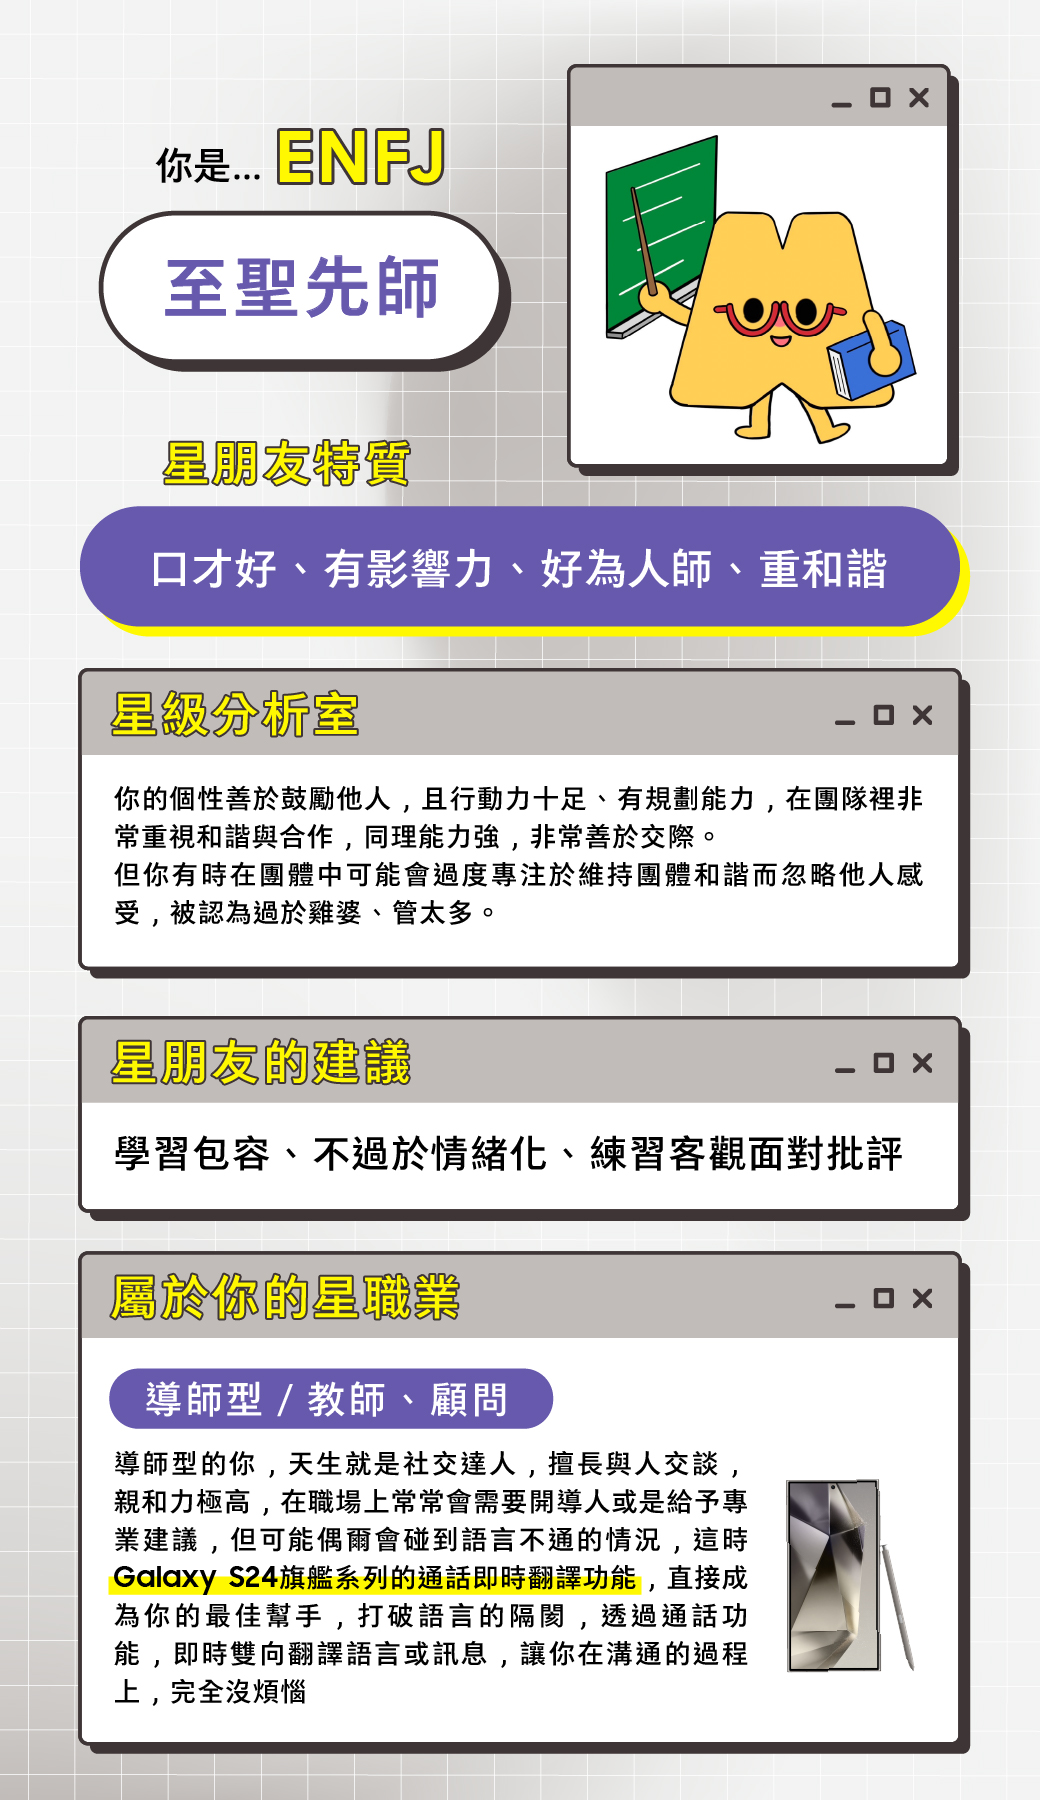 你是... ENFJ
至聖先師
星朋友特質
口才好、有影響力、好為人師、重和諧
星級分析室
你的個性善於鼓勵他人，且行動力十足、有規劃能力，在團隊裡非
常重視和諧與合作，同理能力強，非常善於交際。
但你有時在團體中可能會過度專注於維持團體和諧而忽略他人感
受，被認為過於雞婆、管太多。
星朋友的建議
學習包容、不過於情緒化、練習客觀面對批評
屬於你的星職業
導師型 / 教師、顧問
導師型的你，天生就是社交達人，擅長與人交談，
親和力極高，在職場上常常會需要開導人或是給予專
業建議，但可能偶爾會碰到語言不通的情況，這時
Galaxy S24旗艦系列的通話即時翻譯功能，直接成
為你的最佳幫手，打破語言的隔閡，透過通話功
能，即時雙向翻譯語言或訊息，讓你在溝通的過程
上，完全沒煩惱